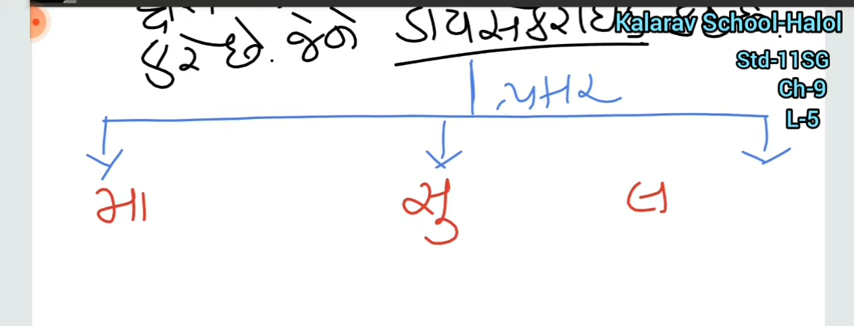 કરે છે. જેને ડાયસેકેરાઇડ
Kalarav School-Halol
Std-11SG
Ch-9
L-5
પ્રકાર
મા સુ લ